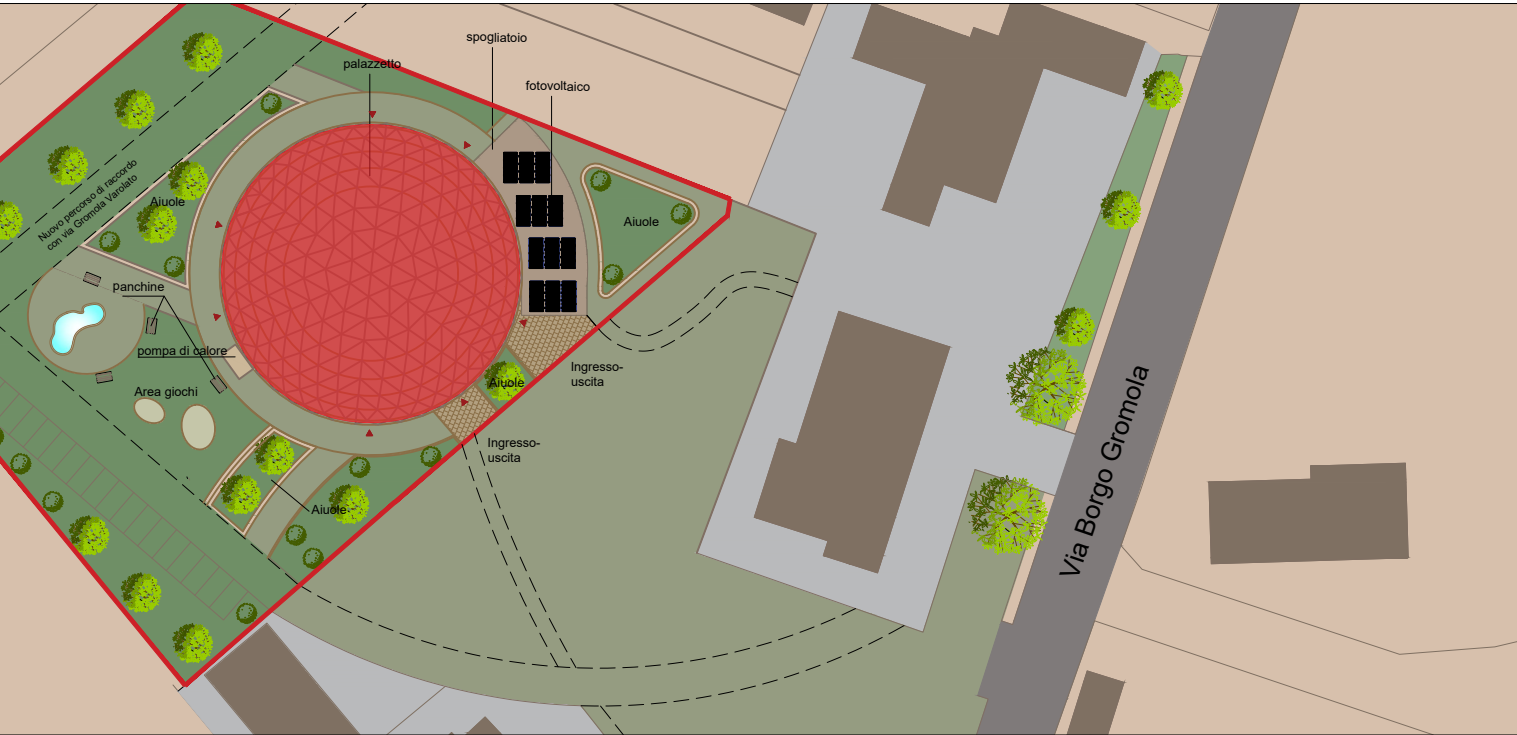 spogliatoio
palazzetto
fotovoltaico
Nuovo percorso di raccordo
con via Gromola Varolato
Aiuole
Aiuole
panchine
pompa di calore
Ingresso-
uscita
Aiuole
Area giochi
Ingresso-
uscita
Aiuole
Via Borgo Gromola